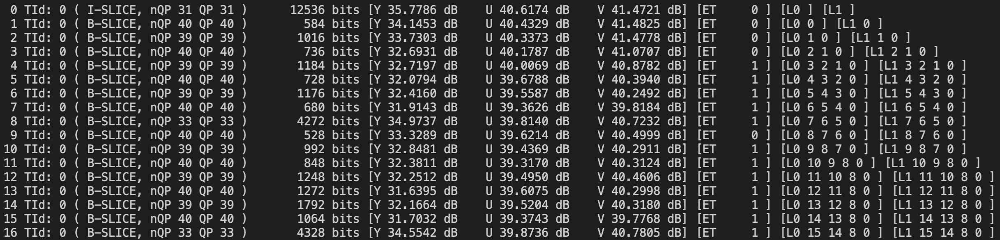 0 TId: 0 ( I-SLICE, nQP 31 QP 31 ) 12536 bits [Y 35.7786 dB U 40.6174 dB V 41.4721 dB] [ET 0 ] [L0 ] [L1 ]
1 TId: 0 ( B-SLICE, nQP 40 QP 40 ) 584 bits [Y 34.1453 dB U 40.4329 dB V 41.4825 dB] [ET 0 ] [L0 0 ] [L1 0 ]
2 TId: 0 ( B-SLICE, nQP 39 QP 39 ) 1016 bits [Y 33.7303 dB U 40.3373 dB V 41.4778 dB] [ET 0 ] [L0 1 0 ] [L1 1 0 ]
3 TId: 0 ( B-SLICE, nQP 40 QP 40 ) 736 bits [Y 32.6931 dB U 40.1787 dB V 41.0707 dB] [ET 0 ] [L0 2 1 0 ] [L1 2 1 0 ]
4 TId: 0 ( B-SLICE, nQP 39 QP 39 ) 1184 bits [Y 32.7197 dB U 40.0069 dB V 40.8782 dB] [ET 1 ] [L0 3 2 1 0 ] [L1 3 2 1 0 ]
5 TId: 0 ( B-SLICE, nQP 40 QP 40 ) 728 bits [Y 32.0794 dB U 39.6788 dB V 40.3940 dB] [ET 1 ] [L0 4 3 2 0 ] [L1 4 3 2 0 ]
6 TId: 0 ( B-SLICE, nQP 39 QP 39 ) 1176 bits [Y 32.4160 dB U 39.5587 dB V 40.2492 dB] [ET 1 ] [L0 5 4 3 0 ] [L1 5 4 3 0 ]
7 TId: 0 ( B-SLICE, nQP 40 QP 40 ) 680 bits [Y 31.9143 dB U 39.3626 dB V 39.8184 dB] [ET 1 ] [L0 6 5 4 0 ] [L1 6 5 4 0 ]
8 TId: 0 ( B-SLICE, nQP 33 QP 33 ) 4272 bits [Y 34.9737 dB U 39.8140 dB V 40.7232 dB] [ET 1 ] [L0 7 6 5 0 ] [L1 7 6 5 0 ]
9 TId: 0 ( B-SLICE, nQP 40 QP 40 ) 528 bits [Y 33.3289 dB U 39.6214 dB V 40.4999 dB] [ET 0 ] [L0 8 7 6 0 ] [L1 8 7 6 0 ]
10 TId: 0 ( B-SLICE, nQP 39 QP 39 ) 992 bits [Y 32.8481 dB U 39.4369 dB V 40.2911 dB] [ET 1 ] [L0 9 8 7 0 ] [L1 9 8 7 0 ]
11 TId: 0 ( B-SLICE, nQP 40 QP 40 ) 848 bits [Y 32.3811 dB U 39.3170 dB V 40.3124 dB] [ET 1 ] [L0 10 9 8 0 ] [L1 10 9 8 0 ]
12 TId: 0 ( B-SLICE, nQP 39 QP 39 ) 1248 bits [Y 32.2512 dB U 39.4950 dB V 40.4606 dB] [ET 1 ] [L0 11 10 8 0 ] [L1 11 10 8 0 ]
13 TId: 0 ( B-SLICE, nQP 40 QP 40 ) 1272 bits [Y 31.6395 dB U 39.6075 dB V 40.2998 dB] [ET 1 ] [L0 12 11 8 0 ] [L1 12 11 8 0 ]
14 TId: 0 ( B-SLICE, nQP 39 QP 39 ) 1792 bits [Y 32.1664 dB U 39.5204 dB V 40.3180 dB] [ET 1 ] [L0 13 12 8 0 ] [L1 13 12 8 0 ]
15 TId: 0 ( B-SLICE, nQP 40 QP 40 ) 1064 bits [Y 31.7032 dB U 39.3743 dB V 39.7768 dB] [ET 1 ] [L0 14 13 8 0 ] [L1 14 13 8 0 ]
16 TId: 0 ( B-SLICE, nQP 33 QP 33 ) 4328 bits [Y 34.5542 dB U 39.8736 dB V 40.7805 dB] [ET 1 ] [L0 15 14 8 0 ] [L1 15 14 8 0 ]